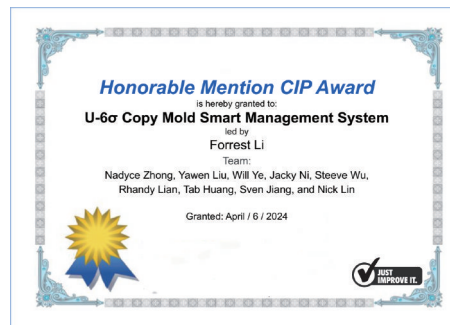 Honorable Mention CIP Award
is hereby granted to:
U-6σ Copy Mold Smart Management System
led by
Forrest Li
Team:
Nadyce Zhong, Yawen Liu, Will Ye, Jacky Ni, Steeve Wu,
Rhandy Lian, Tab Huang, Sven Jiang, and Nick Lin
Granted: April / 6 / 2024
JUST
IMPROVE IT.